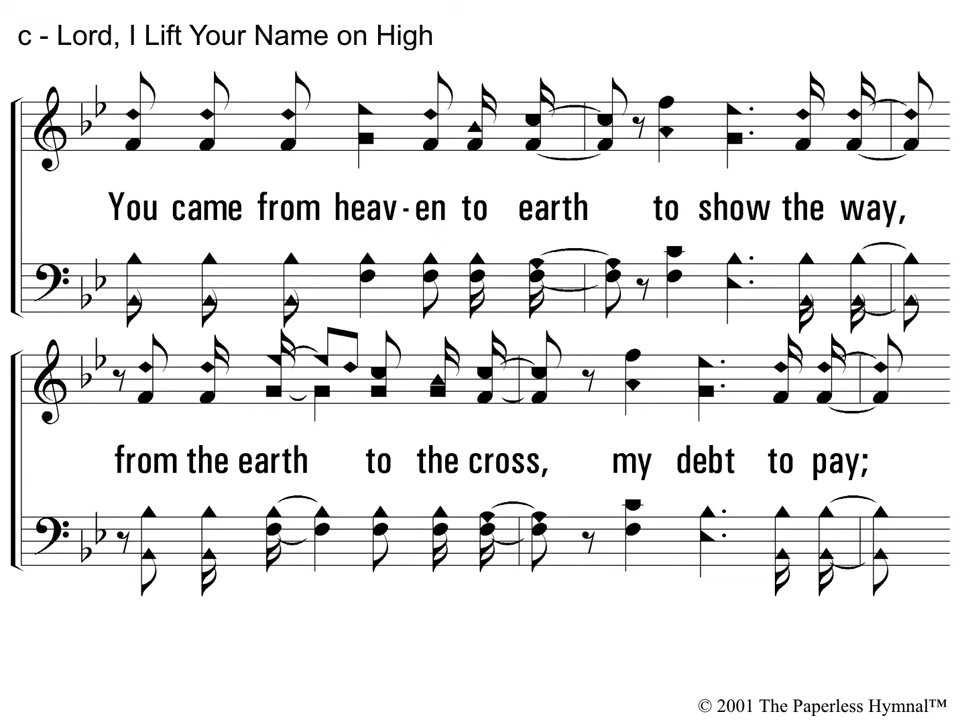 c - Lord, I Lift Your Name on High
You came from heav - en to earth to show the way,
from the earth to the cross, my debt to pay;
© 2001 The Paperless Hymnal™